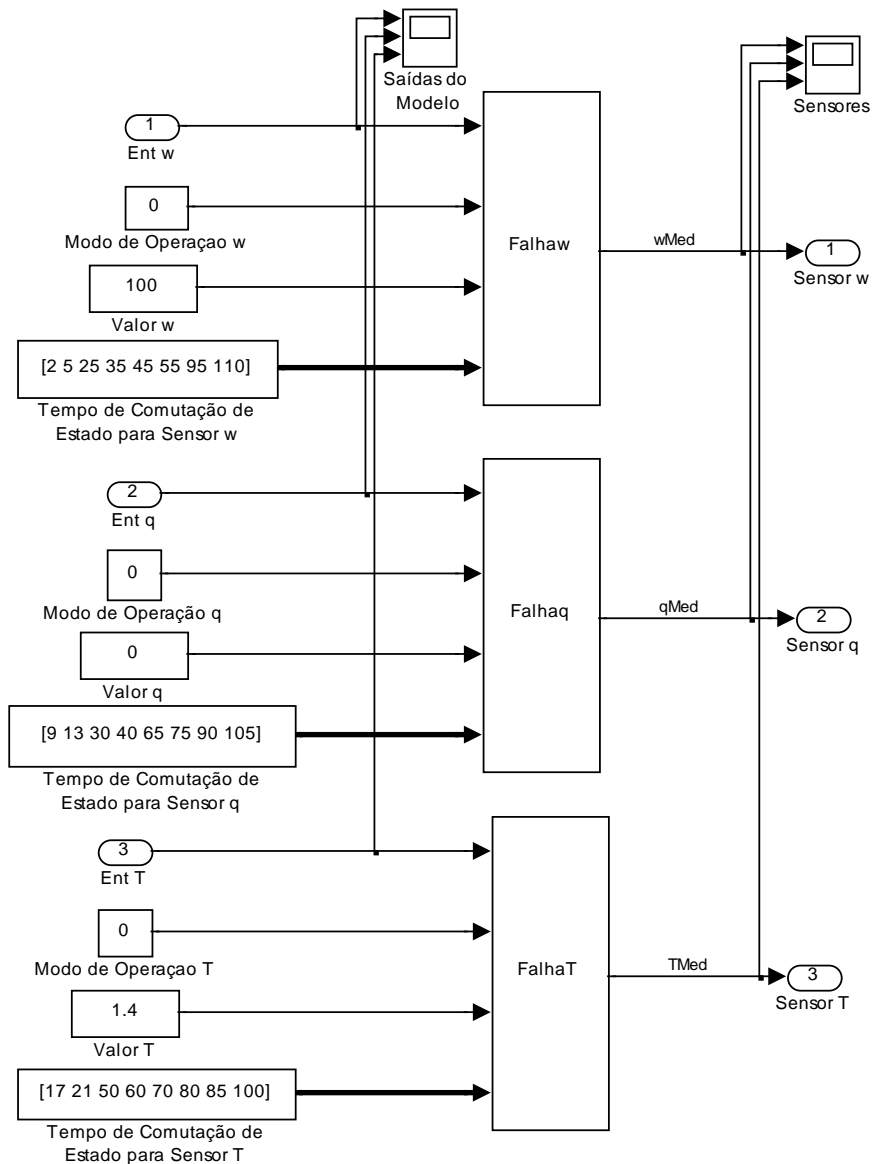 Saídas do
Modelo
Sensores
1
Ent w
0
Modo de Operaçao w
100
Valor w
[2 5 25 35 45 55 95 110]
Tempo de Comutação de
Estado para Sensor w
Falhaw
wMed
1
Sensor w
2
Ent q
0
Modo de Operação q
0
Valor q
[9 13 30 40 65 75 90 105]
Tempo de Comutação de
Estado para Sensor q
Falhaq
qMed
2
Sensor q
3
Ent T
0
Modo de Operaçao T
1.4
Valor T
[17 21 50 60 70 80 85 100]
Tempo de Comutação de
Estado para Sensor T
FalhaT
TMed
3
Sensor T